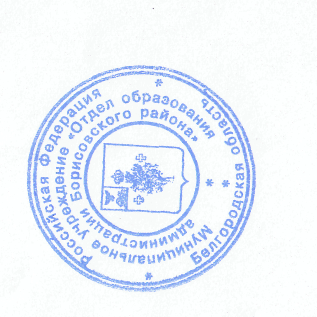 Российская Федерация
Белгородская область
Муниципальное учреждение «Отдел образования
администрации Борисовского района»